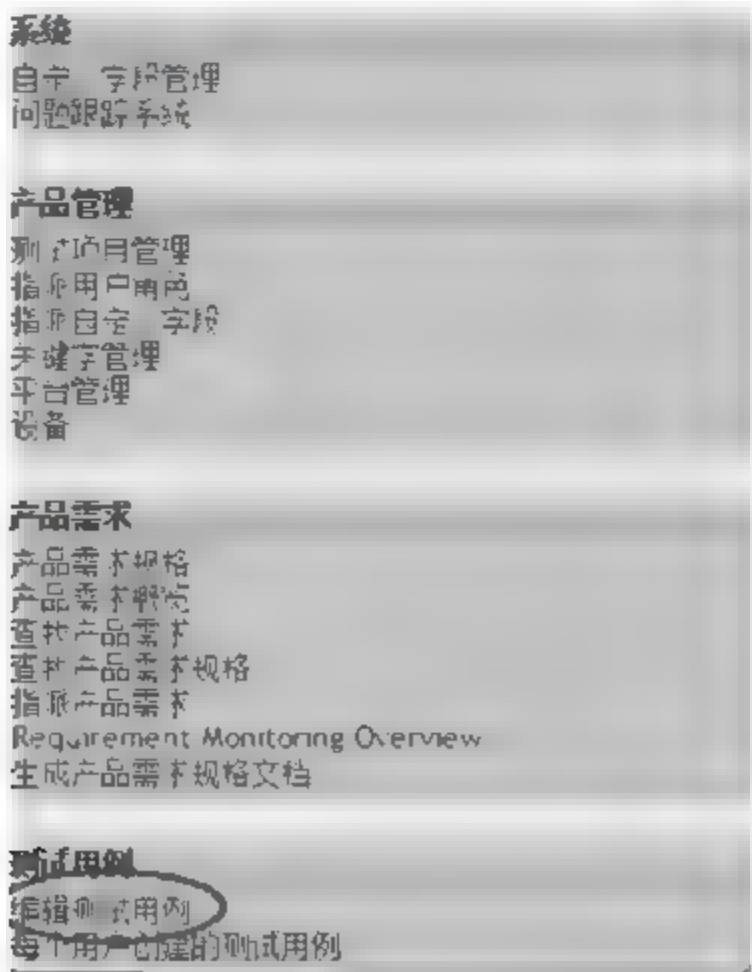 系统
自定义字段管理
问题跟踪系统
产品管理
测试项目管理
指派用户角色
指派自定义字段
关键字管理
平台管理
设备
产品需求
产品需求规格
产品需求概览
查找产品需求
查找产品需求规格
指派产品需求
Requirement Monitoring Overview
生成产品需求规格文档
测试用例
编辑测试用例
每个用户创建的测试用例